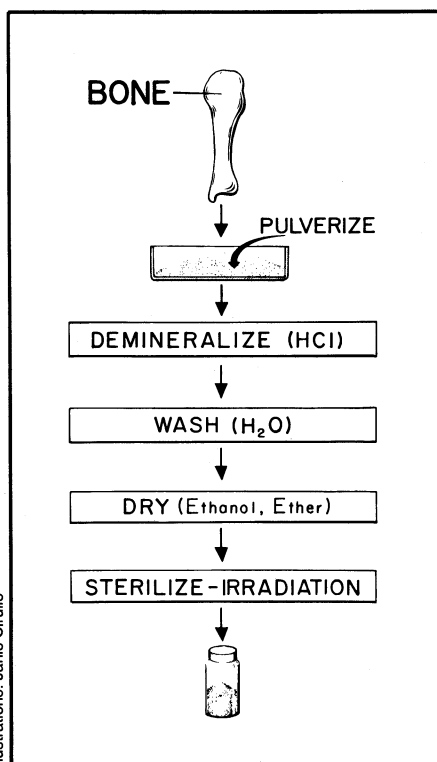 BONE
PULVERIZE
DEMINERALIZE (HCl)
WASH (H₂O)
DRY (Ethanol, Ether)
STERILIZE-IRRADIATION